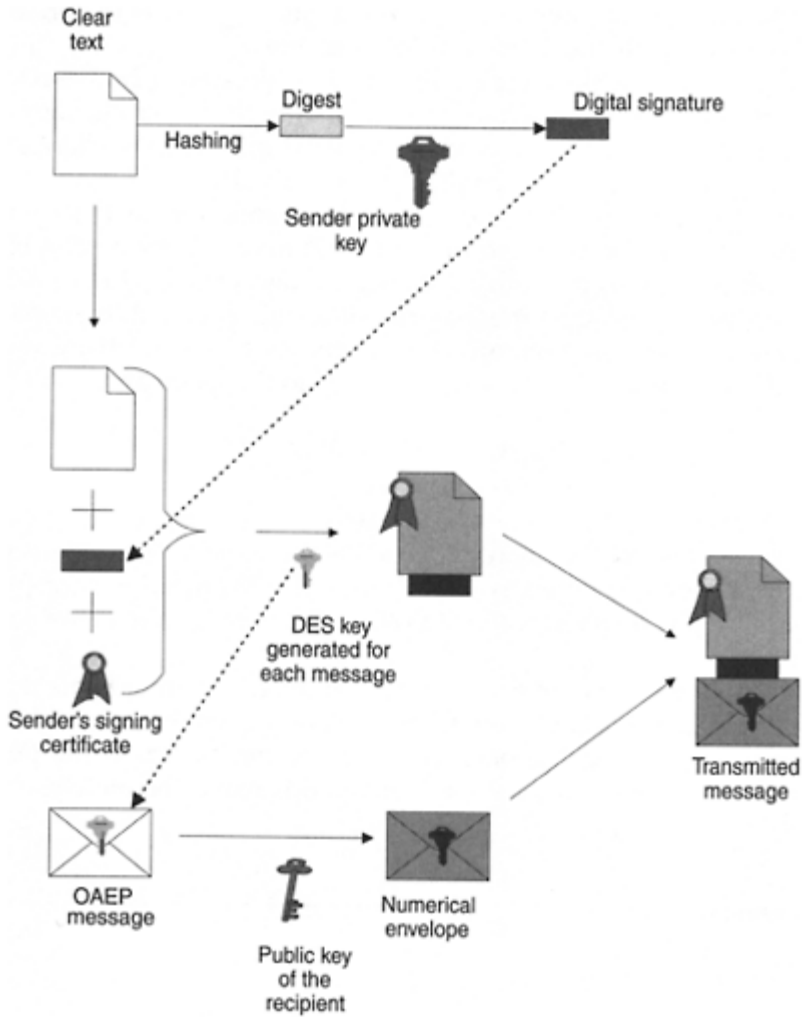 Clear
text
Digest
Digital signature
Hashing
Sender private
key
DES key
generated for
each message
Sender's signing
certificate
Transmitted
message
OAEP
message
Numerical
envelope
Public key
of the
recipient